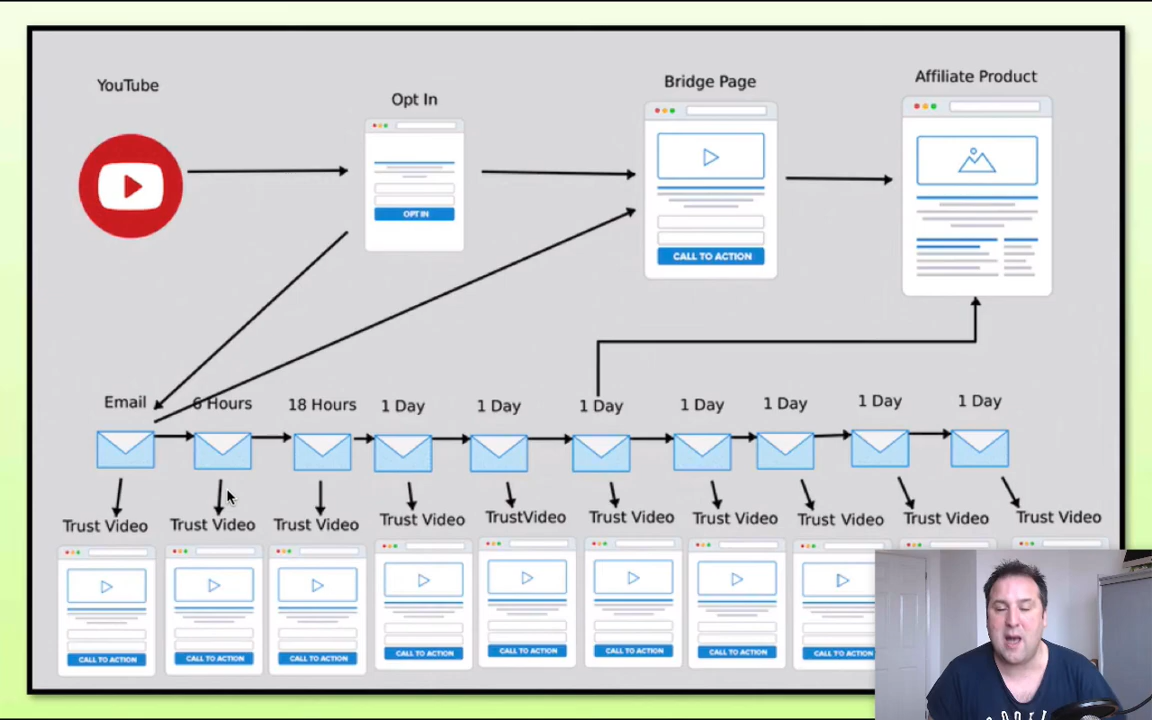 YouTube
Opt In
Bridge Page
Affiliate Product
OPT IN
CALL TO ACTION
Email
6 Hours
18 Hours
1 Day
1 Day
1 Day
1 Day
1 Day
1 Day
1 Day
Trust Video
Trust Video
Trust Video
Trust Video
TrustVideo
Trust Video
Trust Video
Trust Video
Trust Video
Trust Video
CALL TO ACTION
CALL TO ACTION
CALL TO ACTION
CALL TO ACTION
CALL TO ACTION
CALL TO ACTION
CALL TO ACTION